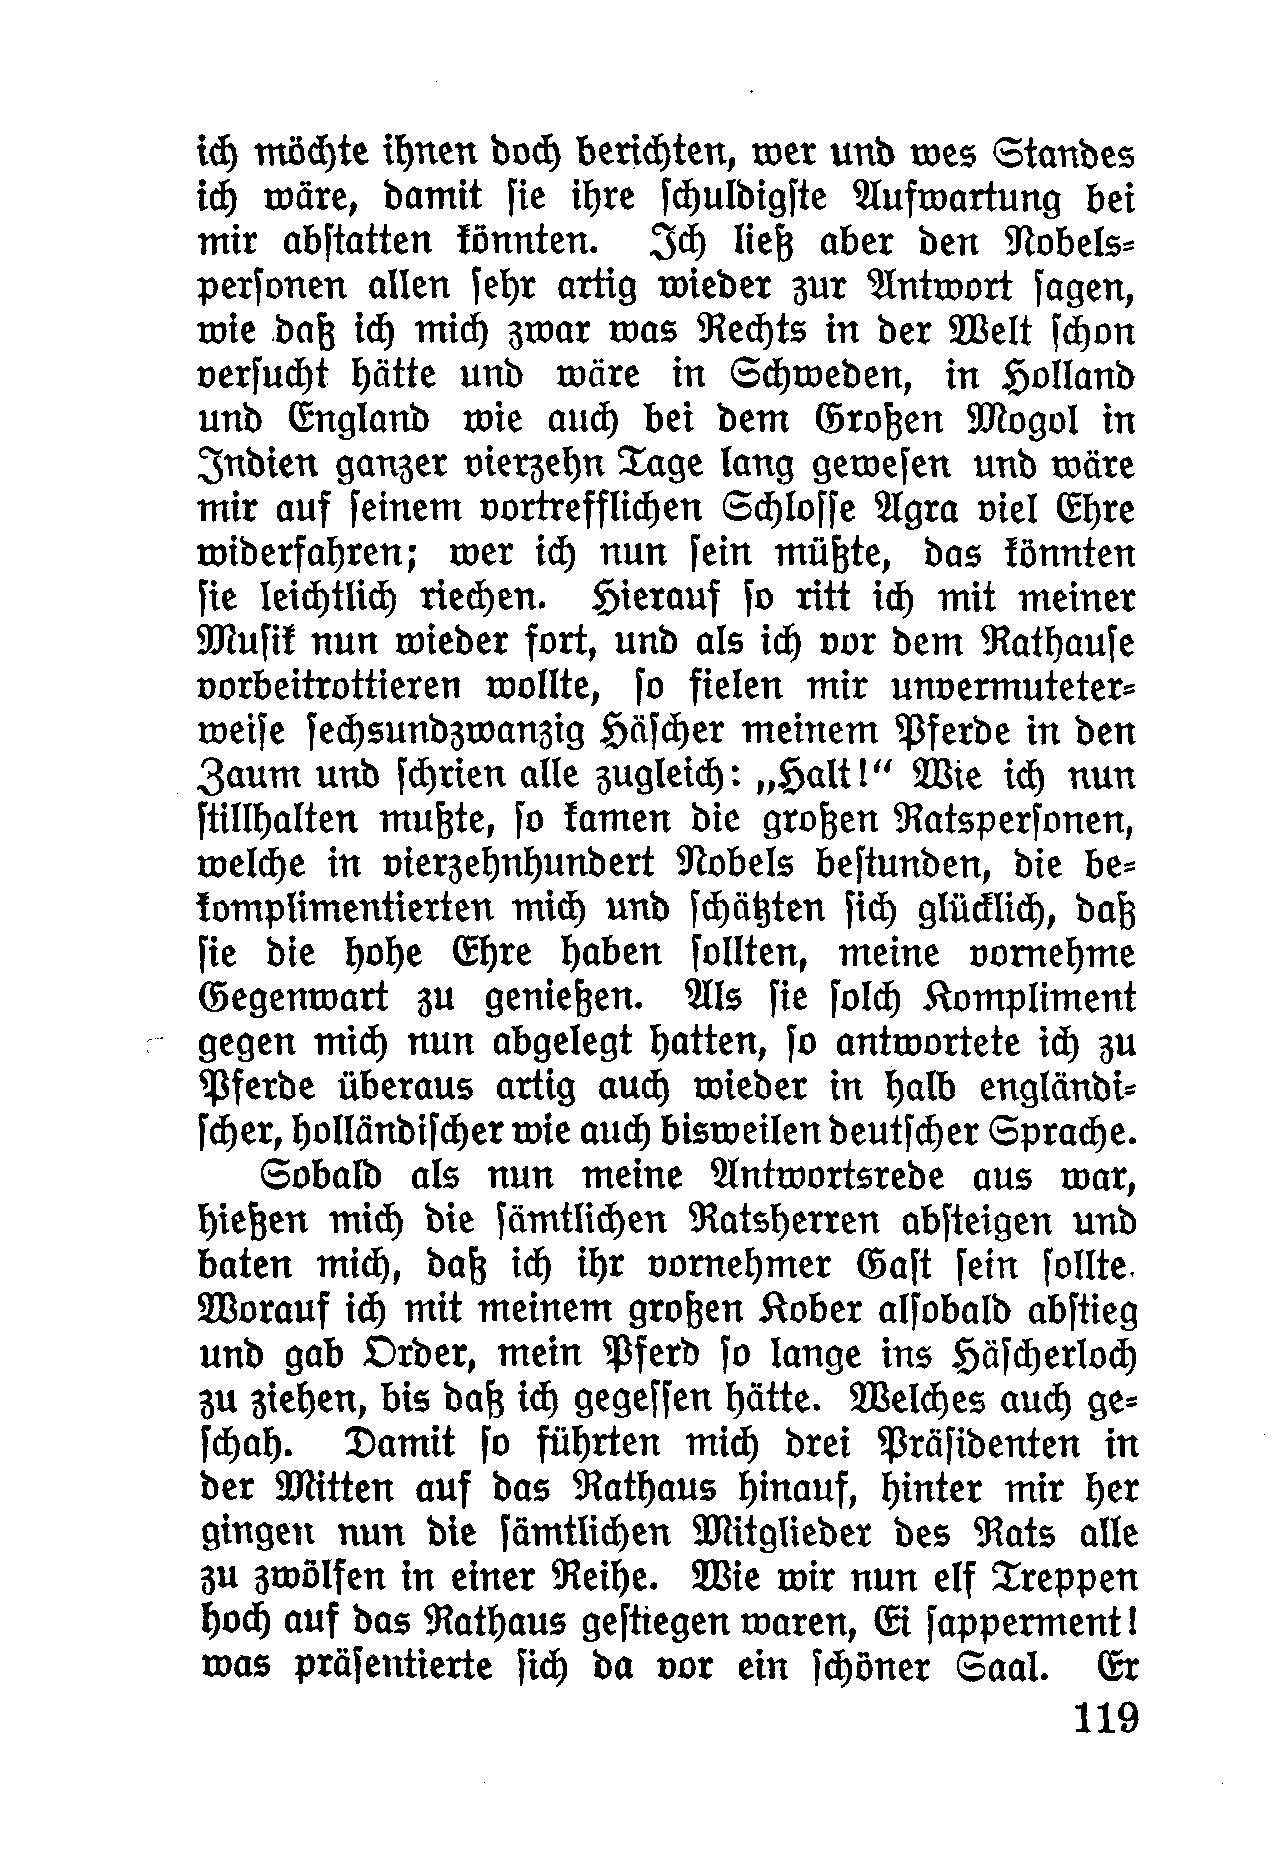 ich möchte ihnen doch berichten, wer und wes Standes
ich wäre, damit sie ihre schuldigste Aufwartung bei
mir abstatten könnten. Ich ließ aber den Nobels-
personen allen sehr artig wieder zur Antwort sagen,
wie daß ich mich zwar was Rechts in der Welt schon
versucht hätte und wäre in Schweden, in Holland
und England wie auch bei dem Großen Mogol in
Indien ganzer vierzehn Tage lang gewesen und wäre
mir auf seinem vortrefflichen Schlosse Agra viel Ehre
widerfahren; wer ich nun sein müßte, das könnten
sie leichtlich riechen. Hierauf so ritt ich mit meiner
Musik nun wieder fort, und als ich vor dem Rathause
vorbeitrottieren wollte, so fielen mir unvermuteter-
weise sechsundzwanzig Häscher meinem Pferde in den
Zaum und schrien alle zugleich: „Halt!“ Wie ich nun
stillhalten mußte, so kamen die großen Ratspersonen,
welche in vierzehnhundert Nobels bestunden, die be-
komplimentierten mich und schätzten sich glücklich, daß
sie die hohe Ehre haben sollten, meine vornehme
Gegenwart zu genießen. Als sie solch Kompliment
gegen mich nun abgelegt hatten, so antwortete ich zu
Pferde überaus artig auch wieder in halb engländi-
scher, holländischer wie auch bisweilen deutscher Sprache.
Sobald als nun meine Antwortsrede aus war,
hießen mich die sämtlichen Ratsherren absteigen und
baten mich, daß ich ihr vornehmer Gast sein sollte.
Worauf ich mit meinem großen Kober alsobald abstieg
und gab Order, mein Pferd so lange ins Häscherloch
zu ziehen, bis daß ich gegessen hätte. Welches auch ge-
schah. Damit so führten mich drei Präsidenten in
der Mitten auf das Rathaus hinauf, hinter mir her
gingen nun die sämtlichen Mitglieder des Rats alle
zu zwölfen in einer Reihe. Wie wir nun elf Treppen
hoch auf das Rathaus gestiegen waren, Ei sapperment!
was präsentierte sich da vor ein schöner Saal. Er
119